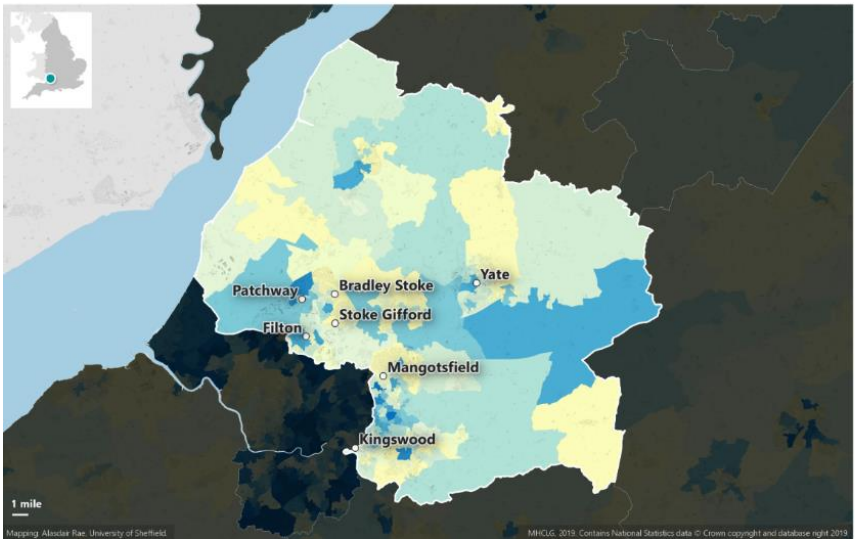 Yate
Bradley Stoke
Patchway
Stoke Gifford
Filton
Mangotsfield
Kingswood
1 mile
Mapping: Alasdair Rae, University of Sheffield.
MHCLG, 2019. Contains National Statistics data © Crown copyright and database right 2019